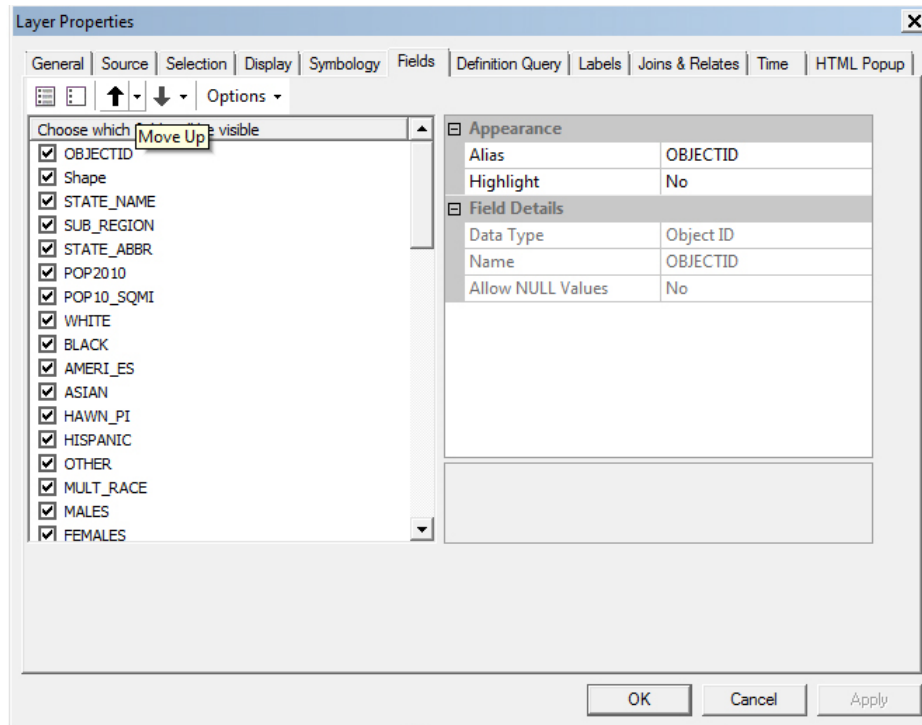 Layer Properties
General Source Selection Display Symbology Fields Definition Query Labels Joins & Relates Time HTML Popup
Options
Choose which visible
Move Up
OBJECTID
Shape
STATE_NAME
SUB_REGION
STATE_ABBR
POP2010
POP10_SQMI
WHITE
BLACK
AMERI_ES
ASIAN
HAWN_PI
HISPANIC
OTHER
MULT_RACE
MALES
FEMALES
Appearance
Alias OBJECTID
Highlight No
Field Details
Data Type Object ID
Name OBJECTID
Allow NULL Values No
OK Cancel Apply